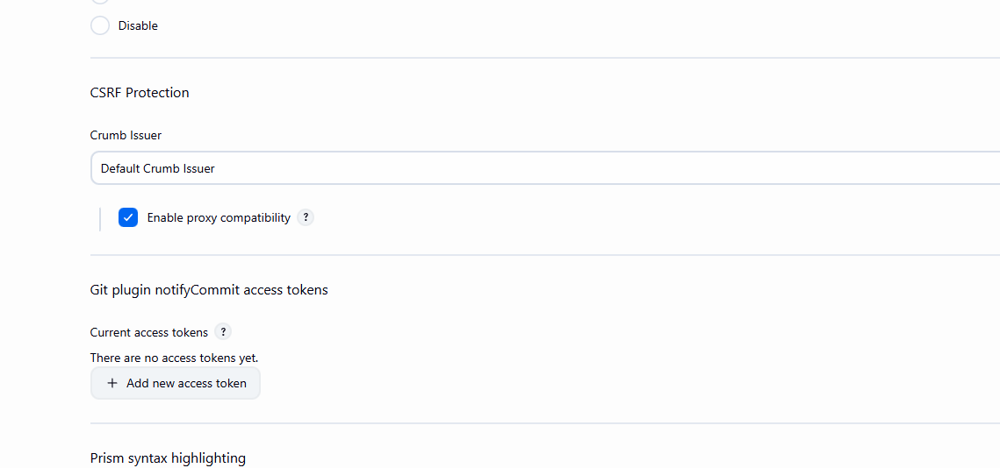 Disable
CSRF Protection
Crumb Issuer
Default Crumb Issuer
Enable proxy compatibility ?
Git plugin notifyCommit access tokens
Current access tokens ?
There are no access tokens yet.
+ Add new access token
Prism syntax highlighting